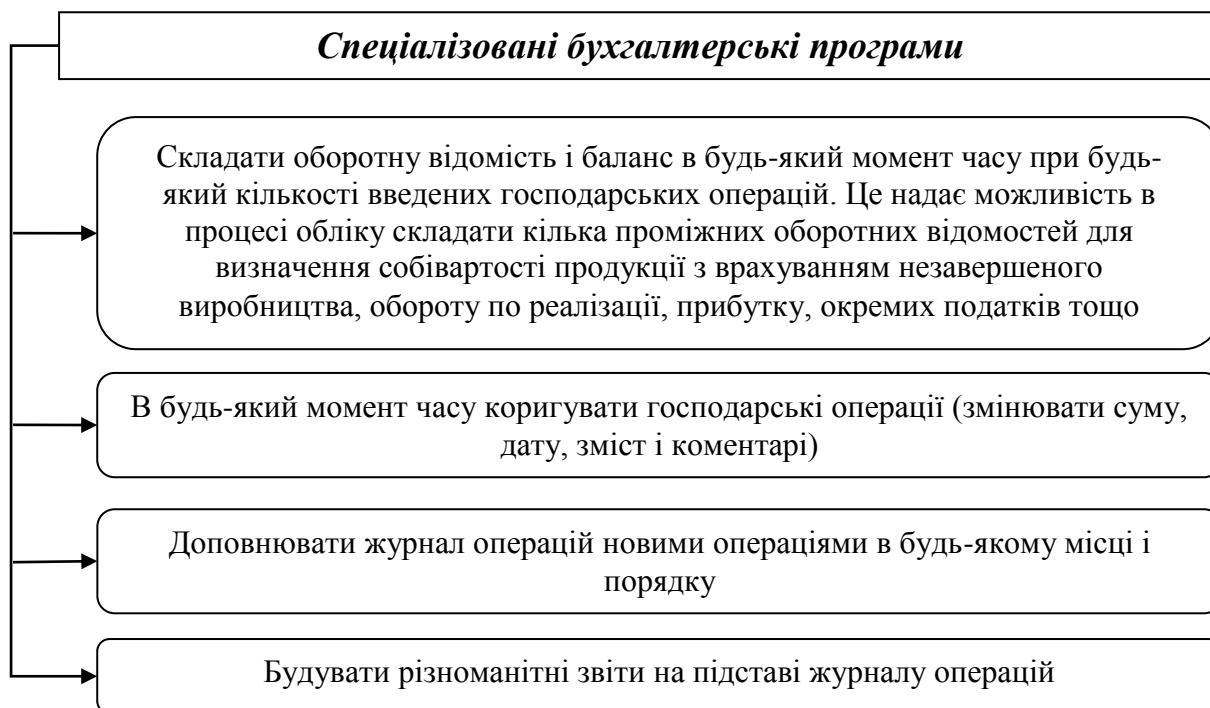 Спеціалізовані бухгалтерські програми
Складати оборотну відомість і баланс в будь-який момент часу при будь-
який кількості введених господарських операцій. Це надає можливість в
процесі обліку складати кілька проміжних оборотних відомостей для
визначення собівартості продукції з врахуванням незавершеного
виробництва, обороту по реалізації, прибутку, окремих податків тощо
В будь-який момент часу коригувати господарські операції (змінювати суму,
дату, зміст і коментарі)
Доповнювати журнал операцій новими операціями в будь-якому місці і
порядку
Будувати різноманітні звіти на підставі журналу операцій